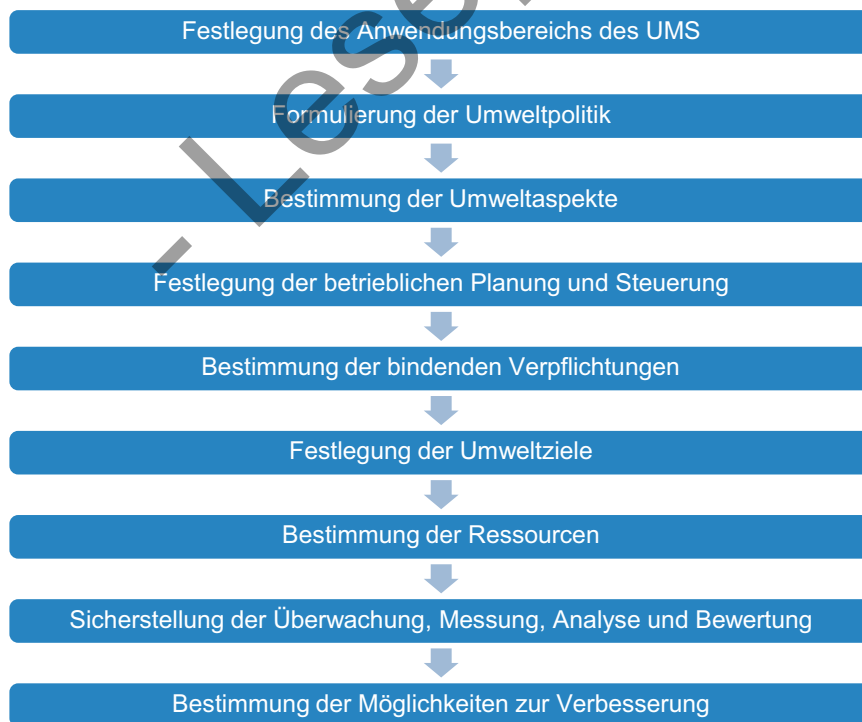 Festlegung des Anwendungsbereichs des UMS
Formulierung der Umweltpolitik
Bestimmung der Umweltaspekte
Festlegung der betrieblichen Planung und Steuerung
Bestimmung der bindenden Verpflichtungen
Festlegung der Umweltziele
Bestimmung der Ressourcen
Sicherstellung der Überwachung, Messung, Analyse und Bewertung
Bestimmung der Möglichkeiten zur Verbesserung